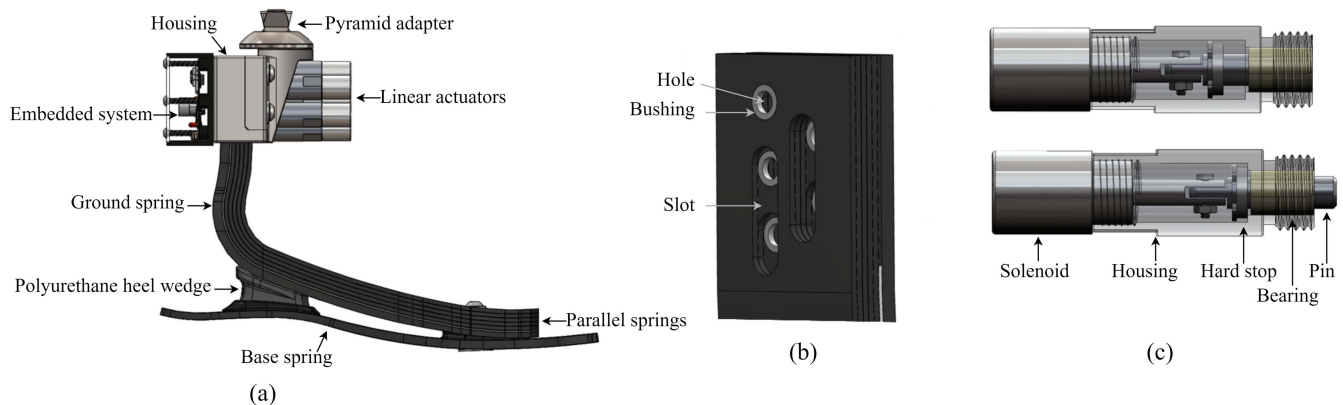 Housing
Pyramid adapter
Linear actuators
Embedded system
Ground spring
Polyurethane heel wedge
Parallel springs
Base spring
(a)
Hole
Bushing
Slot
(b)
Solenoid
Housing
Hard stop
Pin
Bearing
(c)